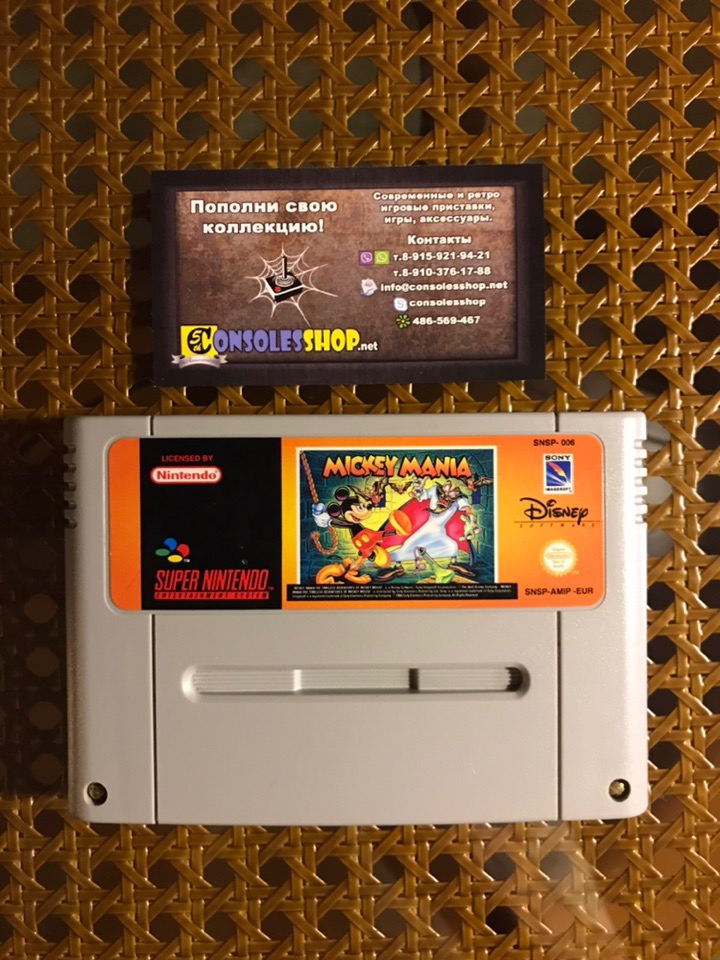 Пополни свою
коллекцию!
Современные и ретро
игровые приставки,
игры, аксессуары.
Контакты
т.8-915-921-94-21
т.8-910-376-17-88
info@consolesshop.net
consolesshop
486-569-467
CONSOLESSHOP.net
SNSP- 006
LICENSED BY
Nintendo
MICKEY MANIA
SONY
IMAGESOFT
Disney
SOFTWARE
TM
SUPER NINTENDO
ENTERTAINMENT SYSTEM
SNSP-AMIP -EUR